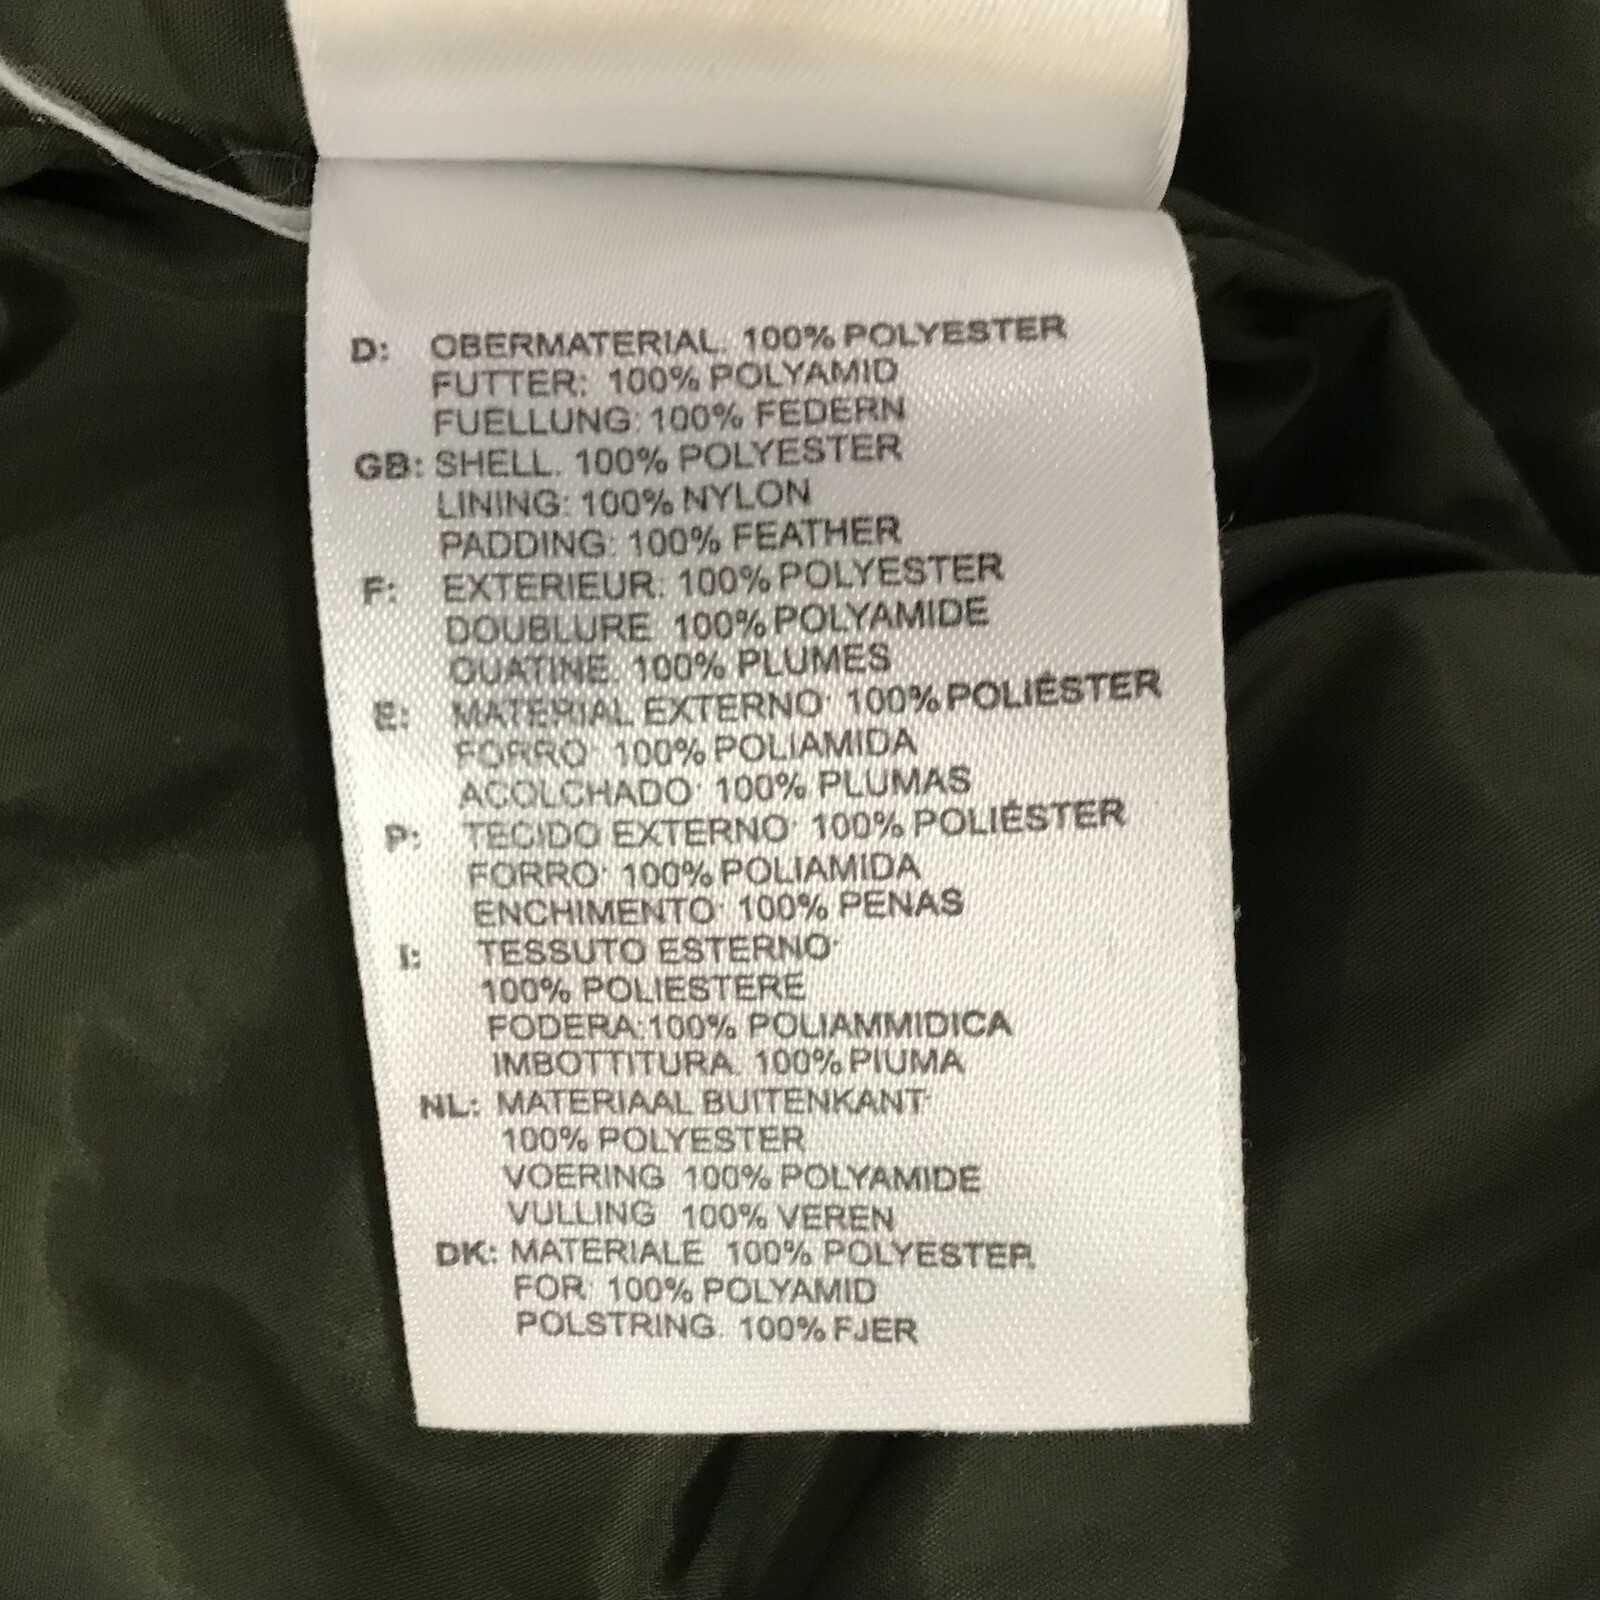 D: OBERMATERIAL: 100% POLYESTER
FUTTER: 100% POLYAMID
FUELLUNG: 100% FEDERN
GB: SHELL: 100% POLYESTER
LINING: 100% NYLON
PADDING: 100% FEATHER
F: EXTERIEUR: 100% POLYESTER
DOUBLURE 100% POLYAMIDE
OUATINE: 100% PLUMES
E: MATERIAL EXTERNO: 100% POLIÉSTER
FORRO: 100% POLIAMIDA
ACOLCHADO: 100% PLUMAS
P: TECIDO EXTERNO: 100% POLIÉSTER
FORRO: 100% POLIAMIDA
ENCHIMENTO: 100% PENAS
I: TESSUTO ESTERNO:
100% POLIESTERE
FODERA:100% POLIAMMIDICA
IMBOTTITURA: 100% PIUMA
NL: MATERIAAL BUITENKANT:
100% POLYESTER
VOERING 100% POLYAMIDE
VULLING 100% VEREN
DK: MATERIALE 100% POLYESTER
FOR: 100% POLYAMID
POLSTRING: 100% FJER